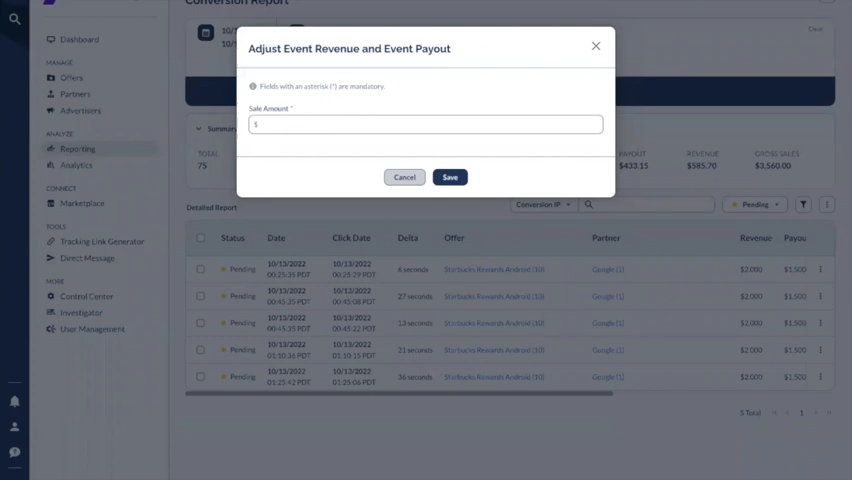 Conversion Report
Dashboard
MANAGE
Offers
Partners
Advertisers
ANALYZE
Reporting
Analytics
CONNECT
Marketplace
TOOLS
Tracking Link Generator
Direct Message
MORE
Control Center
Investigator
User Management
Clear
Adjust Event Revenue and Event Payout
Fields with an asterisk (*) are mandatory.
Sale Amount *
$
Cancel
Save
Summary
TOTAL
75
PAYOUT
$433.15
REVENUE
$585.70
GROSS SALES
$3,560.00
Detailed Report
Conversion IP
Pending
Status Date Click Date Delta Offer Partner Revenue Payou
Pending 10/13/2022 00:25:35 PDT 10/13/2022 00:25:29 PDT 6 seconds Starbucks Rewards Android (10) Google (1) $2.000 $1.500
Pending 10/13/2022 00:45:35 PDT 10/13/2022 00:45:08 PDT 27 seconds Starbucks Rewards Android (10) Google (1) $2.000 $1.500
Pending 10/13/2022 00:45:35 PDT 10/13/2022 00:45:22 PDT 13 seconds Starbucks Rewards Android (10) Google (1) $2.000 $1.500
Pending 10/13/2022 01:10:36 PDT 10/13/2022 01:10:15 PDT 21 seconds Starbucks Rewards Android (10) Google (1) $2.000 $1.500
Pending 10/13/2022 01:25:42 PDT 10/13/2022 01:25:06 PDT 36 seconds Starbucks Rewards Android (10) Google (1) $2.000 $1.500
5 Total
1